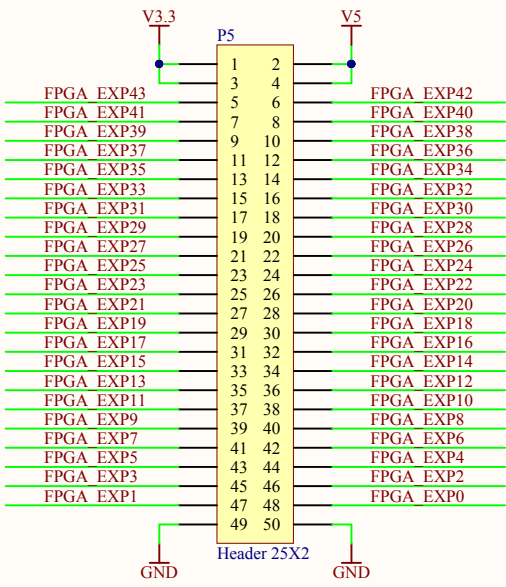 V3.3 V5
P5
1 2
3 4
FPGA_EXP43 5 6 FPGA_EXP42
FPGA_EXP41 7 8 FPGA_EXP40
FPGA_EXP39 9 10 FPGA_EXP38
FPGA_EXP37 11 12 FPGA_EXP36
FPGA_EXP35 13 14 FPGA_EXP34
FPGA_EXP33 15 16 FPGA_EXP32
FPGA_EXP31 17 18 FPGA_EXP30
FPGA_EXP29 19 20 FPGA_EXP28
FPGA_EXP27 21 22 FPGA_EXP26
FPGA_EXP25 23 24 FPGA_EXP24
FPGA_EXP23 25 26 FPGA_EXP22
FPGA_EXP21 27 28 FPGA_EXP20
FPGA_EXP19 29 30 FPGA_EXP18
FPGA_EXP17 31 32 FPGA_EXP16
FPGA_EXP15 33 34 FPGA_EXP14
FPGA_EXP13 35 36 FPGA_EXP12
FPGA_EXP11 37 38 FPGA_EXP10
FPGA_EXP9 39 40 FPGA_EXP8
FPGA_EXP7 41 42 FPGA_EXP6
FPGA_EXP5 43 44 FPGA_EXP4
FPGA_EXP3 45 46 FPGA_EXP2
FPGA_EXP1 47 48 FPGA_EXP0
49 50
Header 25X2
GND GND